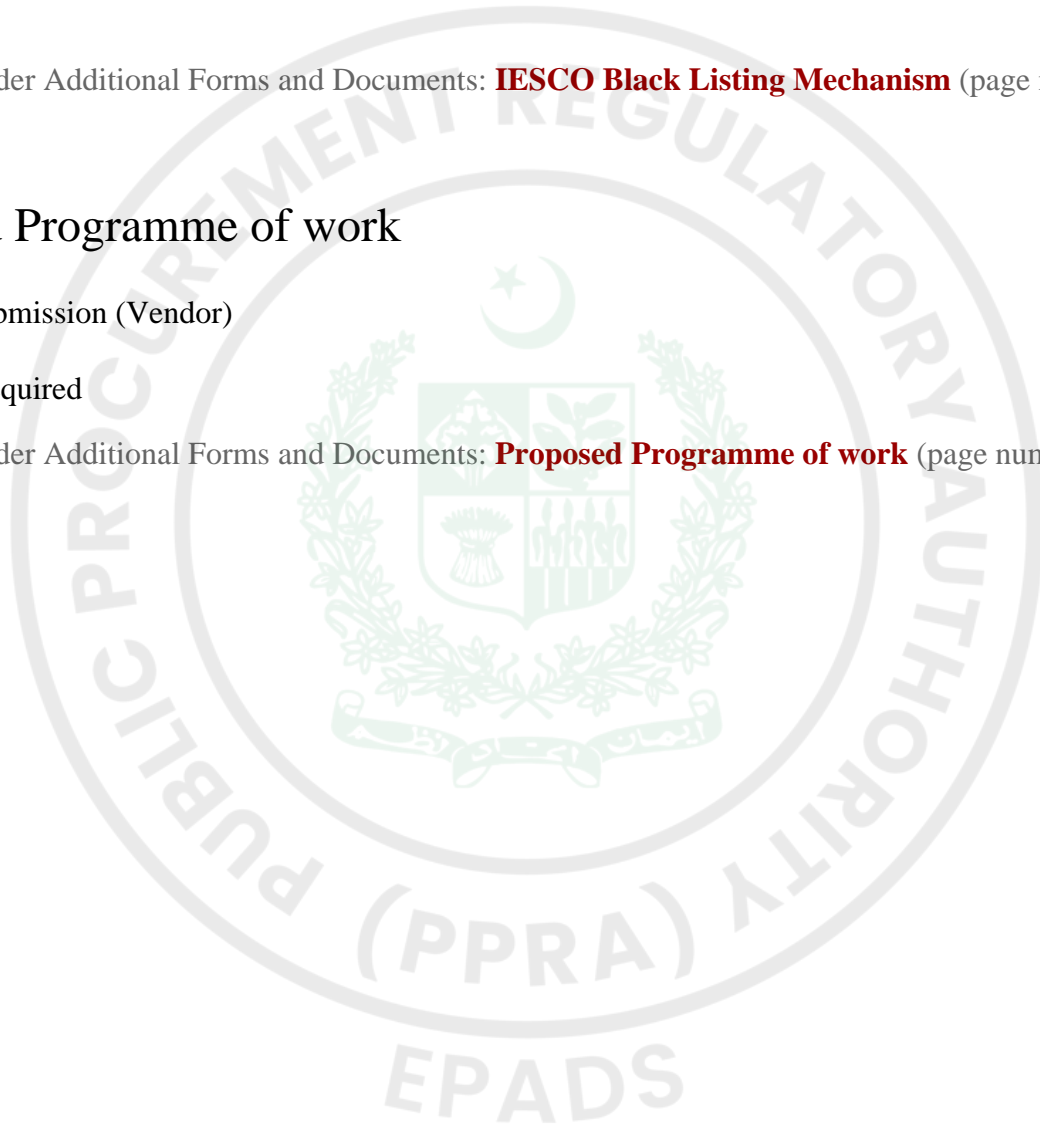 der Additional Forms and Documents: IESCO Black Listing Mechanism (page
Programme of work
mission (Vendor)
quired
der Additional Forms and Documents: Proposed Programme of work (page num
PUBLIC PROCUREMENT REGULATORY AUTHORITY
(PPRA)
EPADS